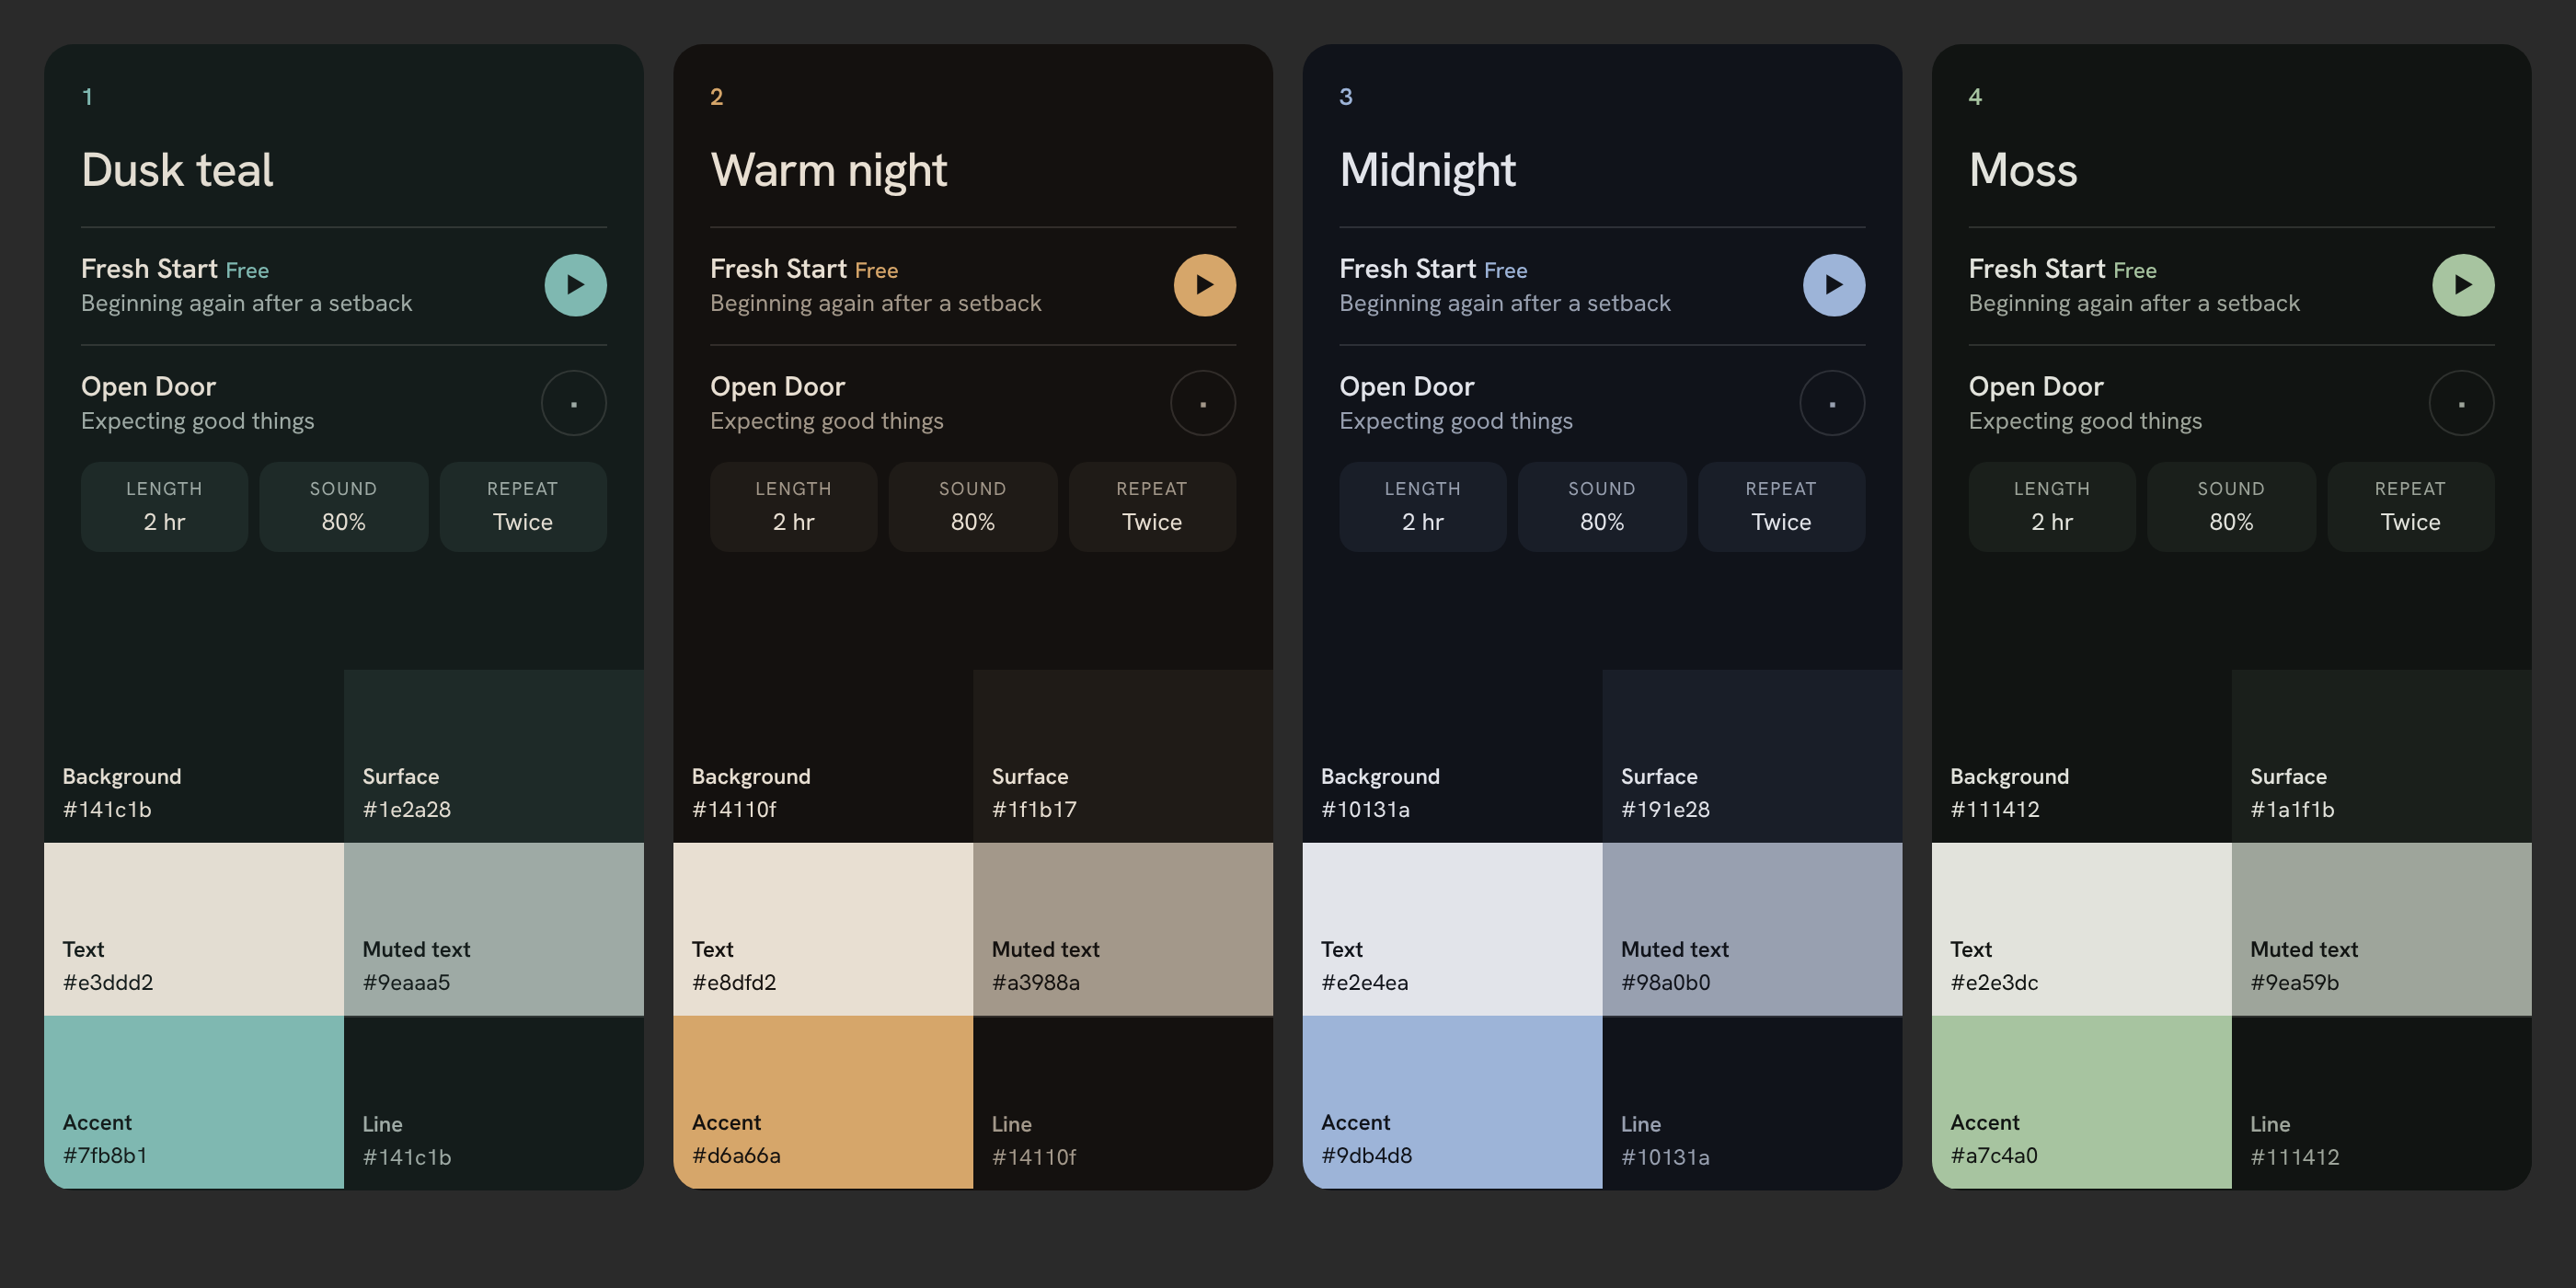 1
Dusk teal
Fresh Start Free
Beginning again after a setback
Open Door
Expecting good things
LENGTH
2 hr
SOUND
80%
REPEAT
Twice
Background
#141c1b
Surface
#1e2a28
Text
#e3ddd2
Muted text
#9eaaa5
Accent
#7fb8b1
Line
#141c1b
2
Warm night
Fresh Start Free
Beginning again after a setback
Open Door
Expecting good things
LENGTH
2 hr
SOUND
80%
REPEAT
Twice
Background
#14110f
Surface
#1f1b17
Text
#e8dfd2
Muted text
#a3988a
Accent
#d6a66a
Line
#14110f
3
Midnight
Fresh Start Free
Beginning again after a setback
Open Door
Expecting good things
LENGTH
2 hr
SOUND
80%
REPEAT
Twice
Background
#10131a
Surface
#191e28
Text
#e2e4ea
Muted text
#98a0b0
Accent
#9db4d8
Line
#10131a
4
Moss
Fresh Start Free
Beginning again after a setback
Open Door
Expecting good things
LENGTH
2 hr
SOUND
80%
REPEAT
Twice
Background
#111412
Surface
#1a1f1b
Text
#e2e3dc
Muted text
#9ea59b
Accent
#a7c4a0
Line
#111412